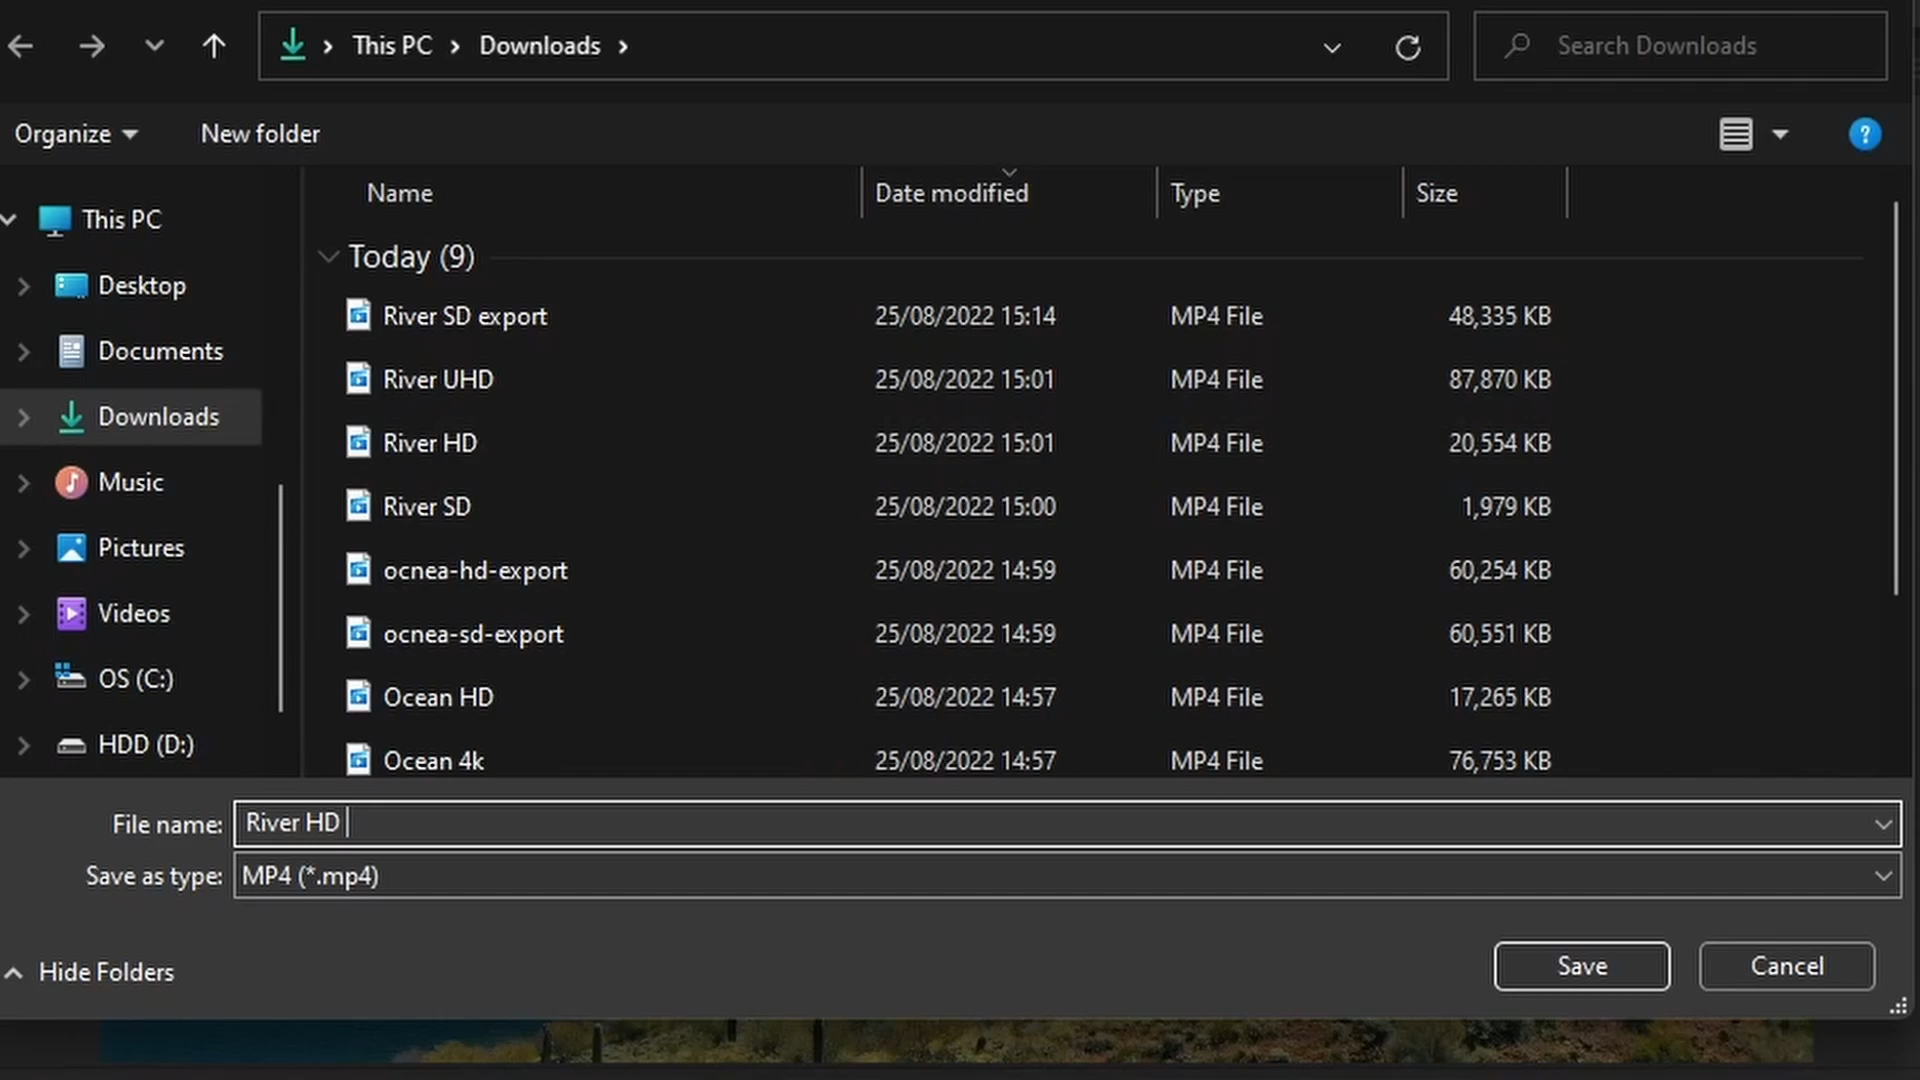 This PC Downloads Search Downloads
Organize New folder ?
Name Date modified Type Size
Today (9)
River SD export 25/08/2022 15:14 MP4 File 48,335 KB
River UHD 25/08/2022 15:01 MP4 File 87,870 KB
River HD 25/08/2022 15:01 MP4 File 20,554 KB
River SD 25/08/2022 15:00 MP4 File 1,979 KB
ocnea-hd-export 25/08/2022 14:59 MP4 File 60,254 KB
ocnea-sd-export 25/08/2022 14:59 MP4 File 60,551 KB
Ocean HD 25/08/2022 14:57 MP4 File 17,265 KB
Ocean 4k 25/08/2022 14:57 MP4 File 76,753 KB
This PC
Desktop
Documents
Downloads
Music
Pictures
Videos
OS (C:)
HDD (D:)
File name: River HD
Save as type: MP4 (*.mp4)
Hide Folders Save Cancel